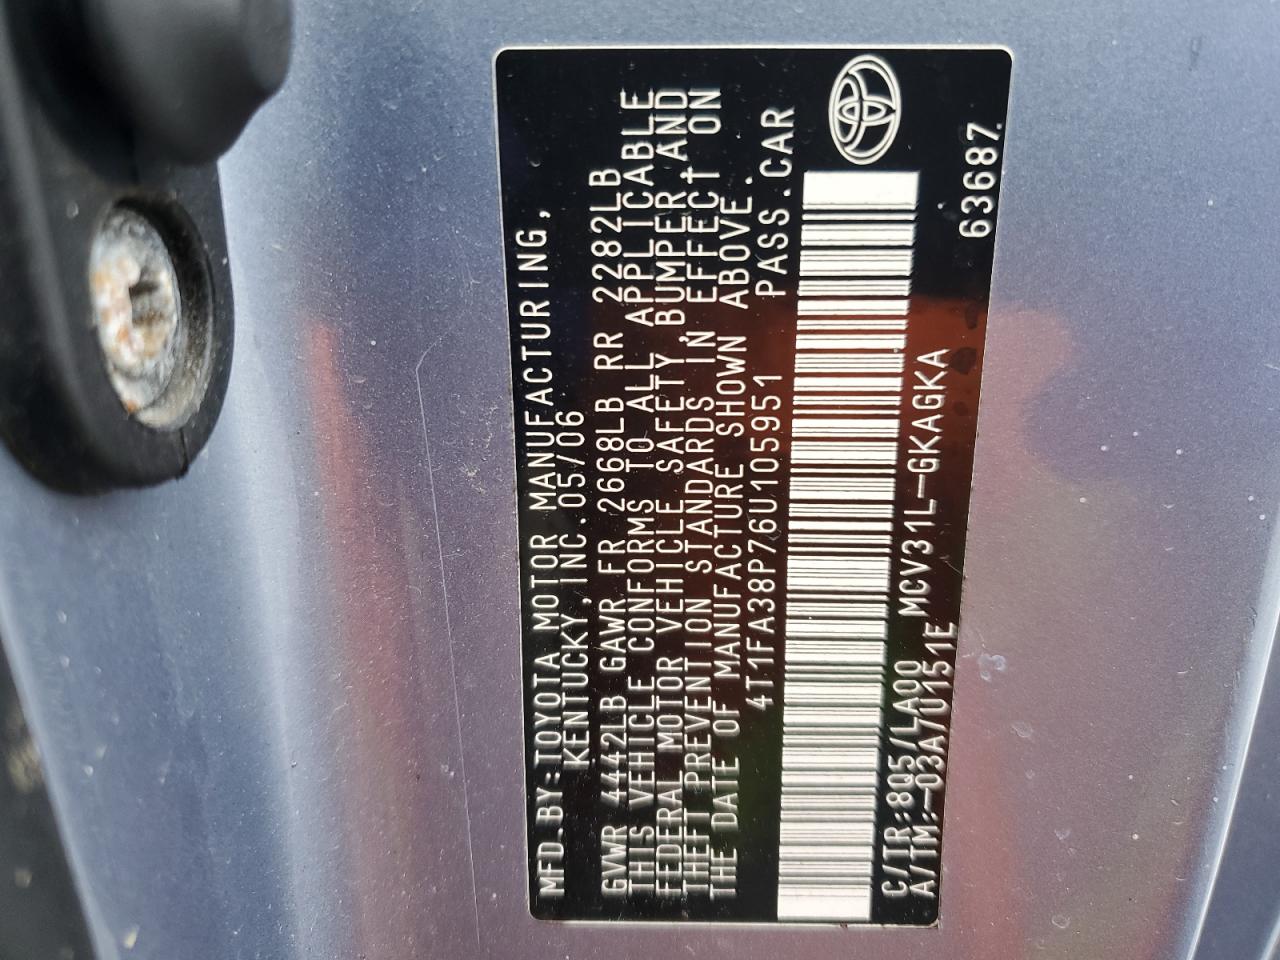 MFD.BY:TOYOTA MOTOR MANUFACTURING,
KENTUCKY,INC.05/06
GVWR 4442LB GAWR FR 2668LB RR 2282LB
THIS VEHICLE CONFORMS TO ALL APPLICABLE
FEDERAL MOTOR VEHICLE SAFETY,BUMPER,AND
THEFT PREVENTION STANDARDS IN EFFECT ON
THE DATE OF MANUFACTURE SHOWN ABOVE.
4T1FA38P76U105951 PASS.CAR
C/TR:8Q5/LA00 MCV31L-GKAGKA
A/TM:-03A/U151E 63687